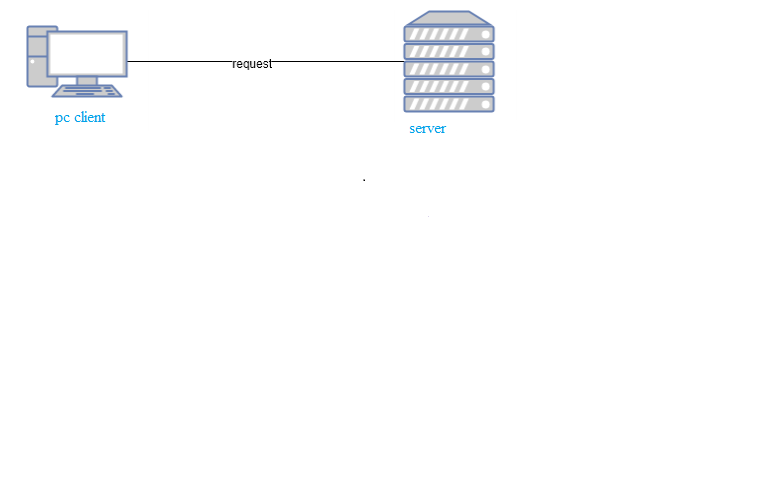 request
pc client
server